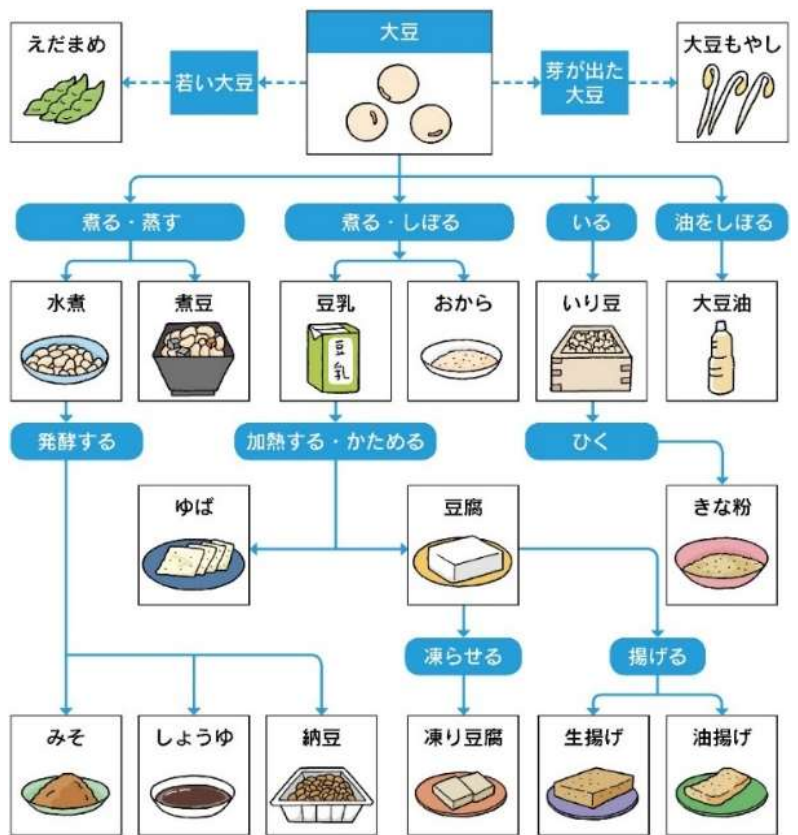 大豆
えだまめ
若い大豆
芽が出た
大豆
大豆もやし
煮る・蒸す
煮る・しぼる
いる
油をしぼる
水煮
煮豆
豆乳
豆
乳
おから
いり豆
大豆油
発酵する
加熱する・かためる
ひく
ゆば
豆腐
きな粉
凍らせる
揚げる
みそ
しょうゆ
納豆
凍り豆腐
生揚げ
油揚げ